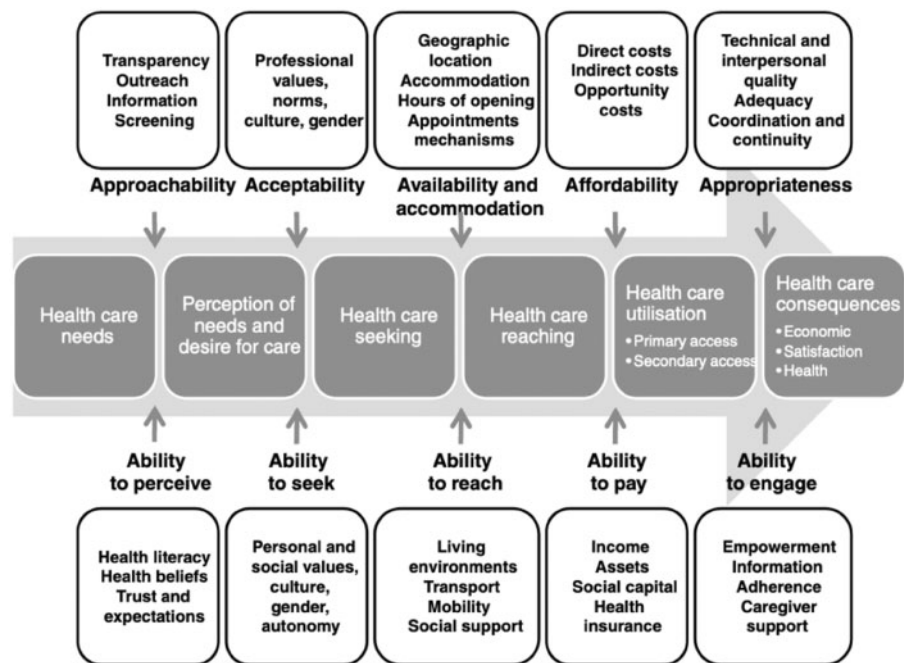 Transparency
Outreach
Information
Screening
Professional
values,
norms,
culture, gender
Geographic
location
Accommodation
Hours of opening
Appointments
mechanisms
Direct costs
Indirect costs
Opportunity
costs
Technical and
interpersonal
quality
Adequacy
Coordination and
continuity
Approachability
Acceptability
Availability and
accommodation
Affordability
Appropriateness
Health care
needs
Perception of
needs and
desire for care
Health care
seeking
Health care
reaching
Health care
utilisation
• Primary access
• Secondary access
Health care
consequences
• Economic
• Satisfaction
• Health
Ability
to perceive
Ability
to seek
Ability
to reach
Ability
to pay
Ability
to engage
Health literacy
Health beliefs
Trust and
expectations
Personal and
social values,
culture,
gender,
autonomy
Living
environments
Transport
Mobility
Social support
Income
Assets
Social capital
Health
insurance
Empowerment
Information
Adherence
Caregiver
support